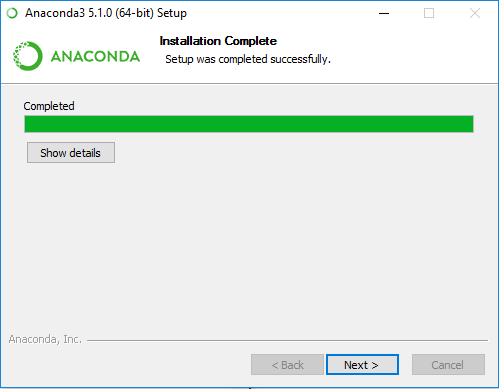 Anaconda3 5.1.0 (64-bit) Setup
ANACONDA
Installation Complete
Setup was completed successfully.
Completed
Show details
Anaconda, Inc.
< Back
Next >
Cancel